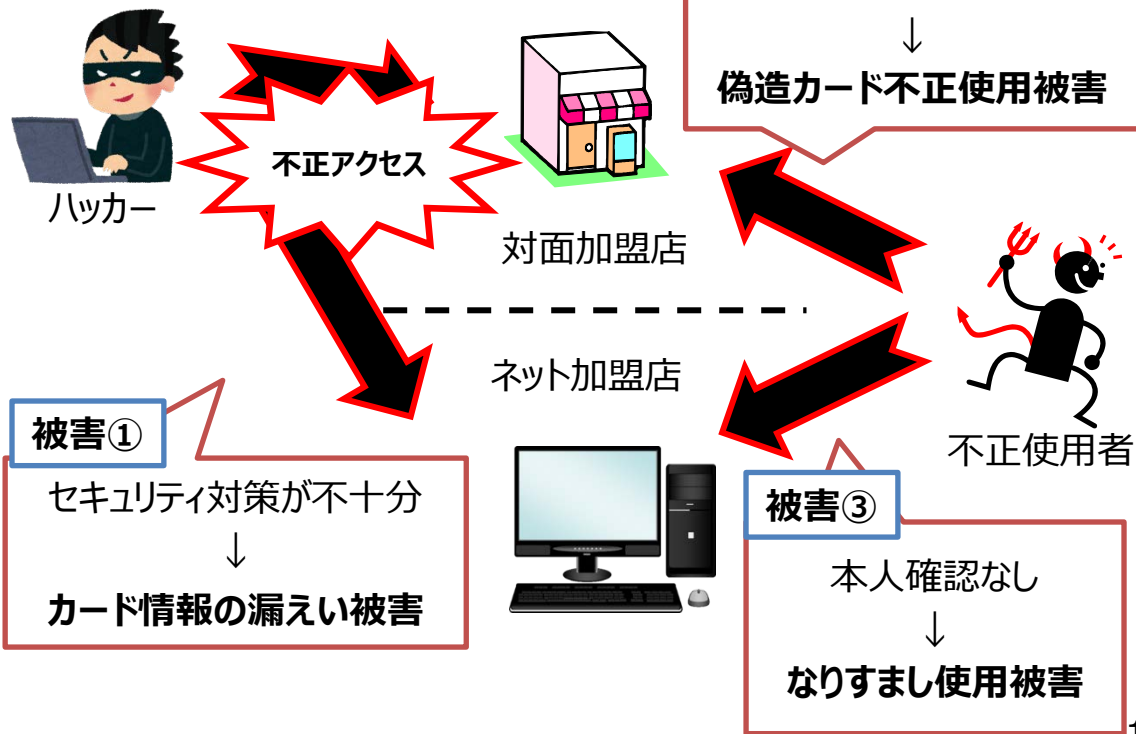 ↓
偽造カード不正使用被害
不正アクセス
ハッカー
対面加盟店
ネット加盟店
不正使用者
被害①
セキュリティ対策が不十分
↓
カード情報の漏えい被害
被害③
本人確認なし
↓
なりすまし使用被害